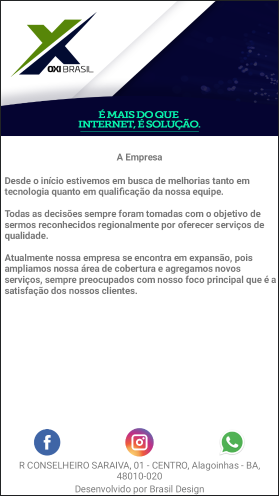 OXI BRASIL
É MAIS DO QUE
INTERNET, É SOLUÇÃO.
A Empresa
Desde o início estivemos em busca de melhorias tanto em
tecnologia quanto em qualificação da nossa equipe.
Todas as decisões sempre foram tomadas com o objetivo de
sermos reconhecidos regionalmente por oferecer serviços de
qualidade.
Atualmente nossa empresa se encontra em expansão, pois
ampliamos nossa área de cobertura e agregamos novos
serviços, sempre preocupados com nosso foco principal que é a
satisfação dos nossos clientes.
R CONSELHEIRO SARAIVA, 01 - CENTRO, Alagoinhas - BA,
48010-020
Desenvolvido por Brasil Design